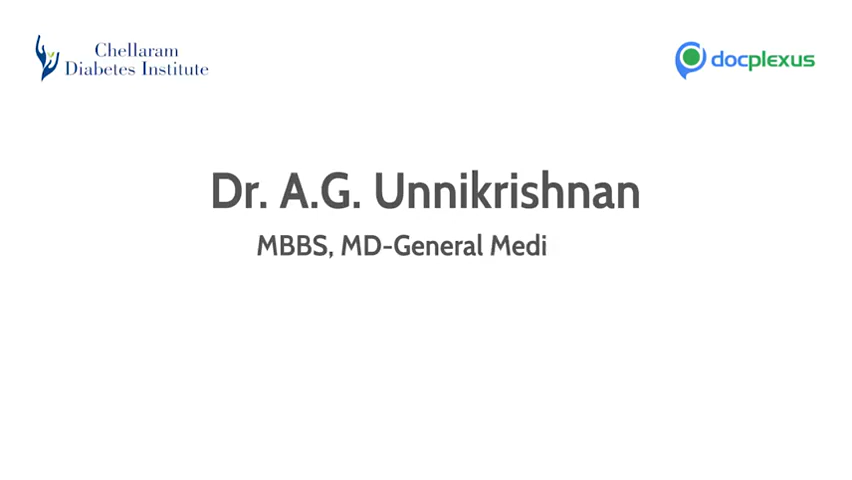 Chellaram
Diabetes Institute
docplexus
Dr. A.G. Unnikrishnan
MBBS, MD-General Medi